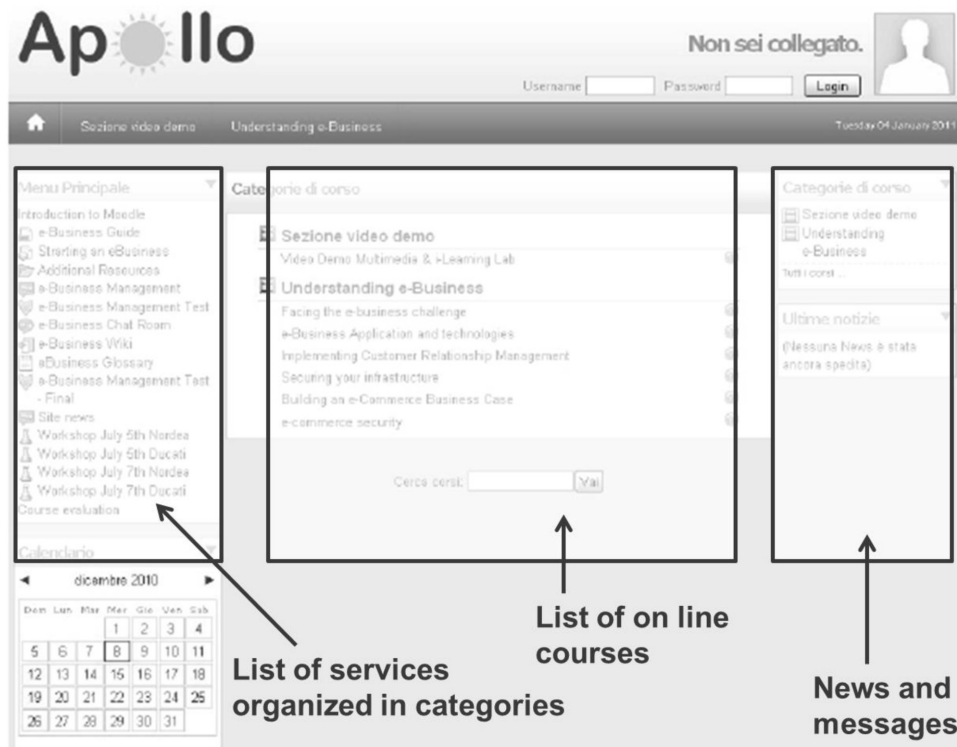 Apollo
Non sei collegato.
Username Password Login
Sezione video demo Understanding e-Business Tuesday 04 January 2011
Menu Principale
Introduction to Moodle
e-Business Guide
Strarting an eBusiness
Additional Resources
e-Business Management
e-Business Management Test
e-Business Chat Room
e-Business Wiki
eBusiness Glossary
e-Business Management Test
- Final
Site news
Workshop July 5th Nordea
Workshop July 6th Ducati
Workshop July 7th Nordea
Workshop July 7th Ducati
Course evaluation
Calendario
dicembre 2010
Dom Lun Mar Mer Gio Ven Sab
1 2 3 4
5 6 7 8 9 10 11
12 13 14 15 16 17 18
19 20 21 22 23 24 25
26 27 28 29 30 31
Categorie di corso
Sezione video demo
Video Demo Multimedia & i-Learning Lab
Understanding e-Business
Facing the e-business challenge
e-Business Application and technologies
Implementing Customer Relationship Management
Securing your infrastructure
Building an e-Commerce Business Case
e-commerce security
Cerca corsi: Vai
Categorie di corso
Sezione video demo
Understanding
e-Business
Tutti i corsi ...
Ultime notizie
(Nessuna News è stata
ancora spedita)
List of services
organized in categories
List of on line
courses
News and
messages